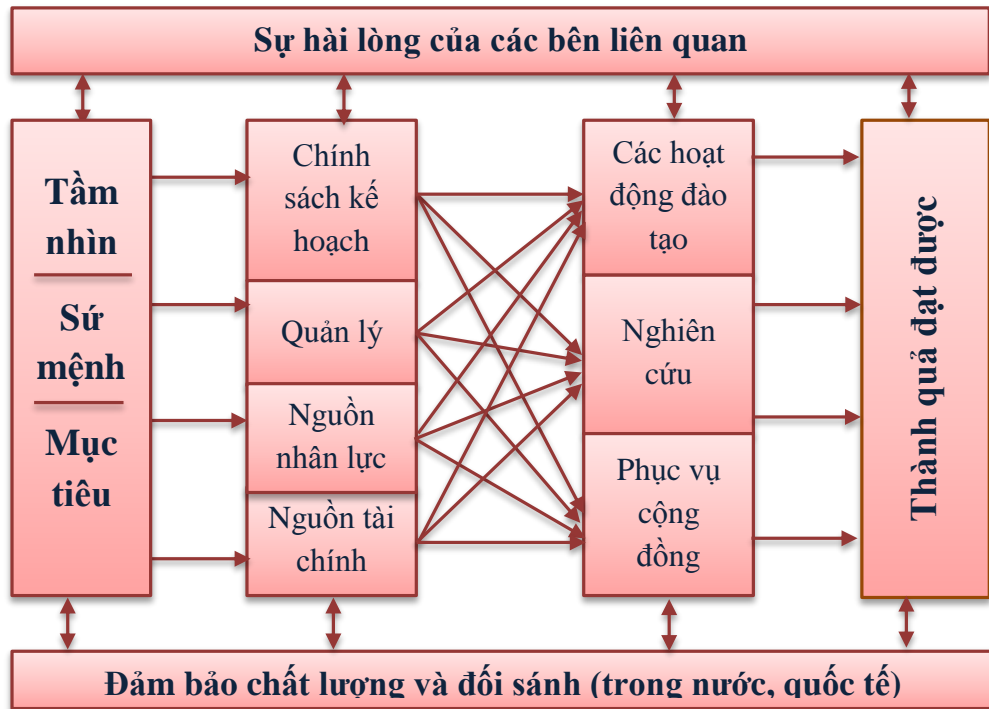 Sự hài lòng của các bên liên quan
Tầm
nhìn
Sứ
mệnh
Mục
tiêu
Chính
sách kế
hoạch
Quản lý
Nguồn
nhân lực
Nguồn tài
chính
Các hoạt
động đào
tạo
Nghiên
cứu
Phục vụ
cộng
đồng
Thành quả đạt được
Đảm bảo chất lượng và đối sánh (trong nước, quốc tế)